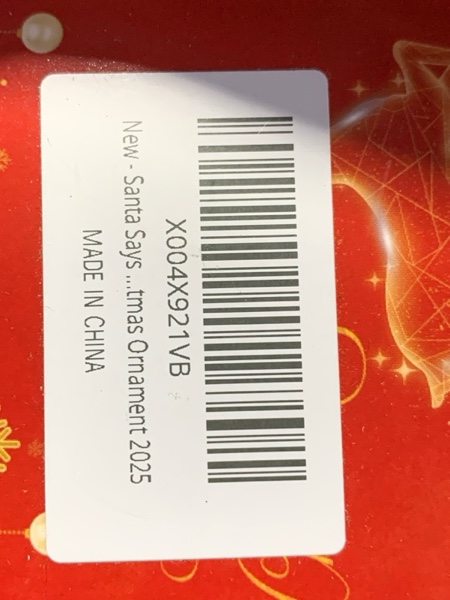 X004X921VB
New - Santa Says ...tmas Ornament 2025
MADE IN CHINA